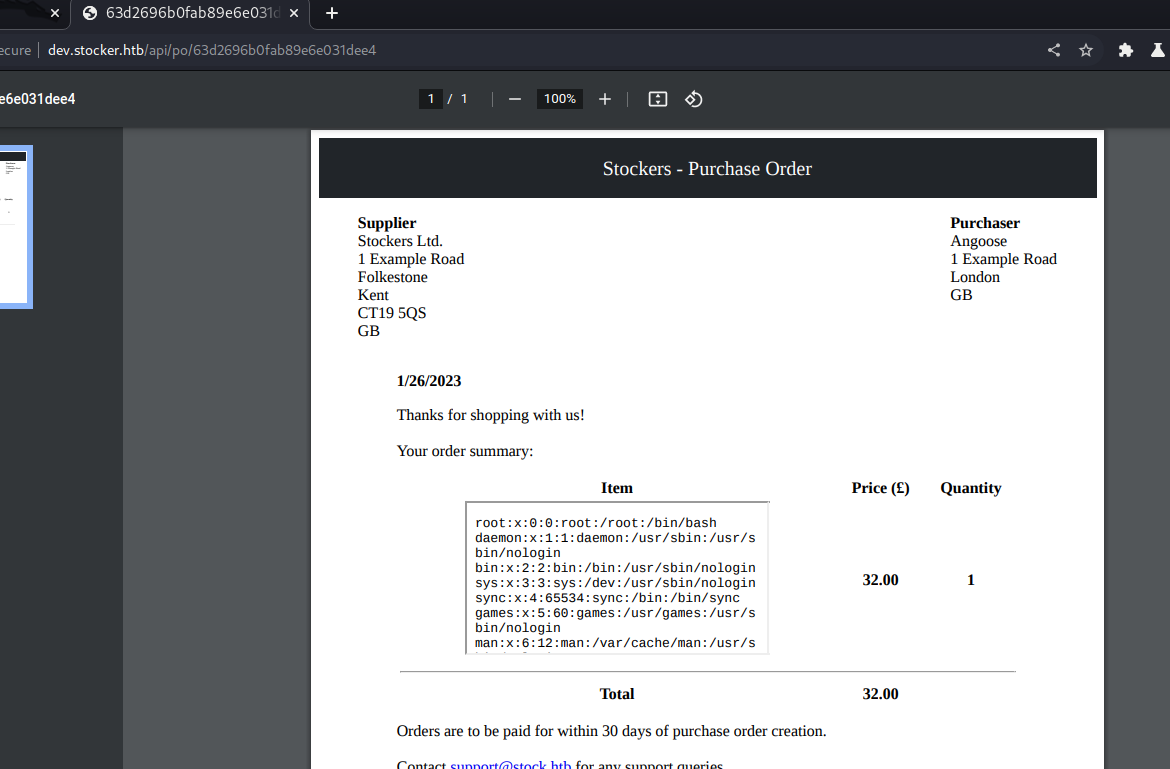 63d2696b0fab89e6e031d
ecure | dev.stocker.htb/api/po/63d2696b0fab89e6e031dee4
e6e031dee4
1 / 1
100%
Stockers - Purchase Order
Supplier
Stockers Ltd.
1 Example Road
Folkestone
Kent
CT19 5QS
GB
Purchaser
Angoose
1 Example Road
London
GB
1/26/2023
Thanks for shopping with us!
Your order summary:
Item Price (£) Quantity
root:x:0:0:root:/root:/bin/bash
daemon:x:1:1:daemon:/usr/sbin:/usr/s
bin/nologin
bin:x:2:2:bin:/bin:/usr/sbin/nologin
sys:x:3:3:sys:/dev:/usr/sbin/nologin
sync:x:4:65534:sync:/bin:/bin/sync
games:x:5:60:games:/usr/games:/usr/s
bin/nologin
man:x:6:12:man:/var/cache/man:/usr/s
32.00 1
Total 32.00
Orders are to be paid for within 30 days of purchase order creation.
Contact support@stock.htb for any support queries.